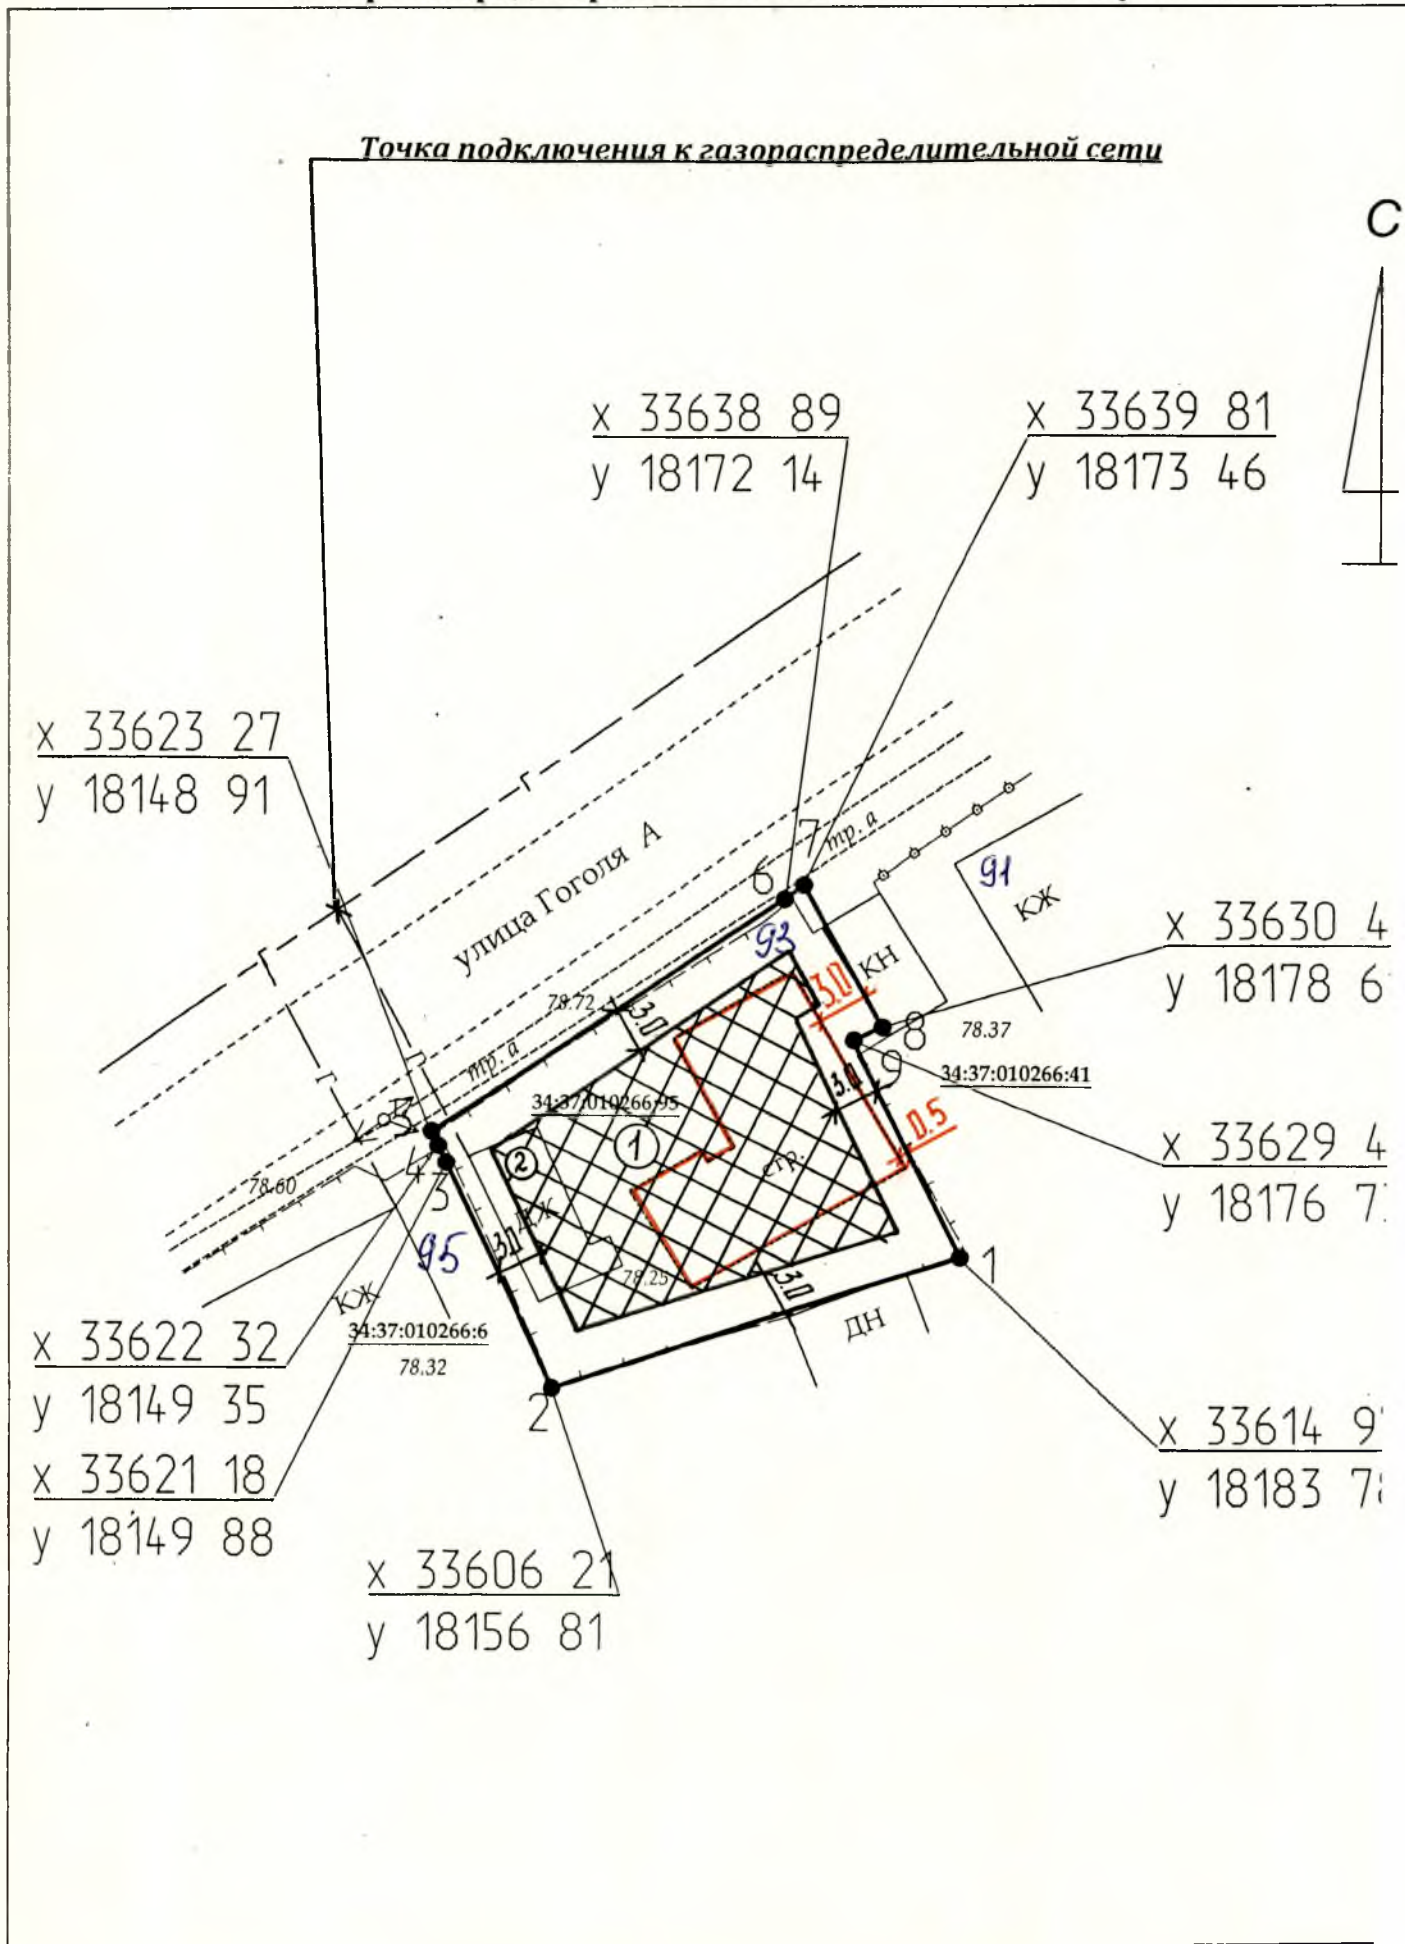 Точка подключения к газораспределительной сети
С
x 33638 89
y 18172 14
x 33639 81
y 18173 46
x 33623 27
y 18148 91
г
улица Гоголя А
7
тр. а
6
91
КЖ
93
x 33630 4
y 18178 6
КН
3.0
78.72
3.0
8
78.37
г
г
тр. а
9
3.0
34:37:010266:41
34:37:010266:95
0.5
x 33629 4
y 18176 7
1
2
стр.
4
3
78.60
95
3.0
КЖ
78.25
3.0
1
ДН
КЖ
34:37:010266:6
78.32
x 33622 32
y 18149 35
2
x 33614 9
y 18183 7
x 33621 18
y 18149 88
x 33606 21
y 18156 81